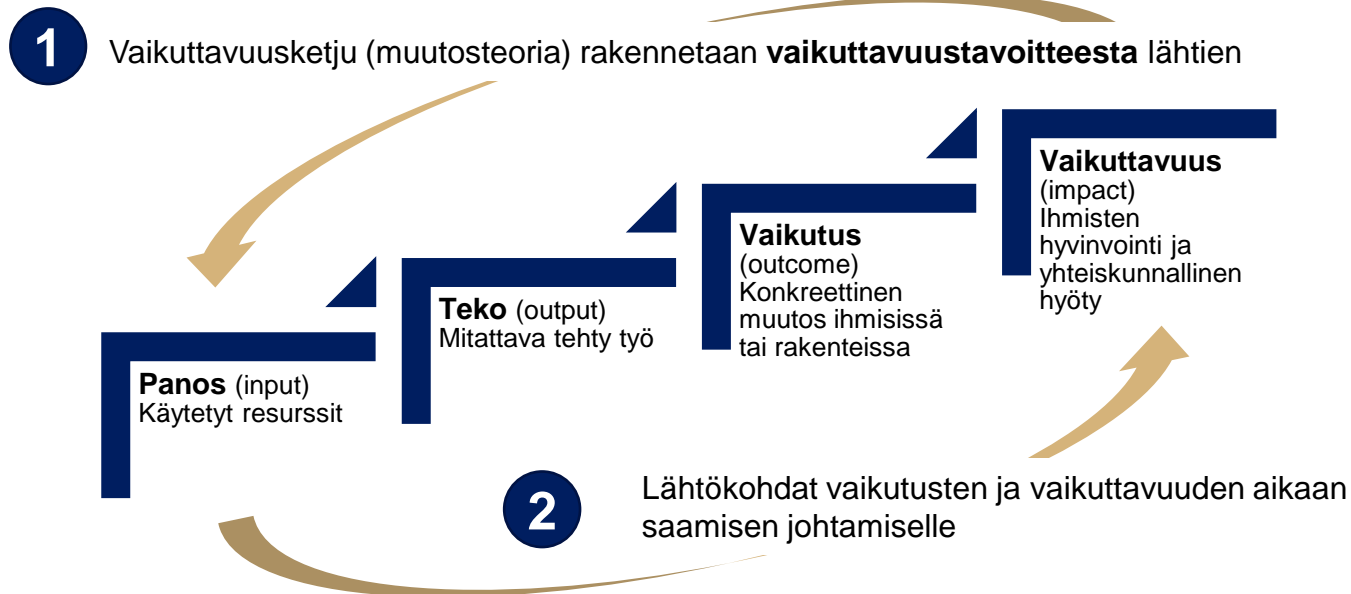 1
Vaikuttavuusketju (muutosteoria) rakennetaan vaikuttavuustavoitteesta lähtien
Panos (input)
Käytetyt resurssit
Teko (output)
Mitattava tehty työ
Vaikutus
(outcome)
Konkreettinen
muutos ihmisissä
tai rakenteissa
Vaikuttavuus
(impact)
Ihmisten
hyvinvointi ja
yhteiskunnallinen
hyöty
2
Lähtökohdat vaikutusten ja vaikuttavuuden aikaan
saamisen johtamiselle